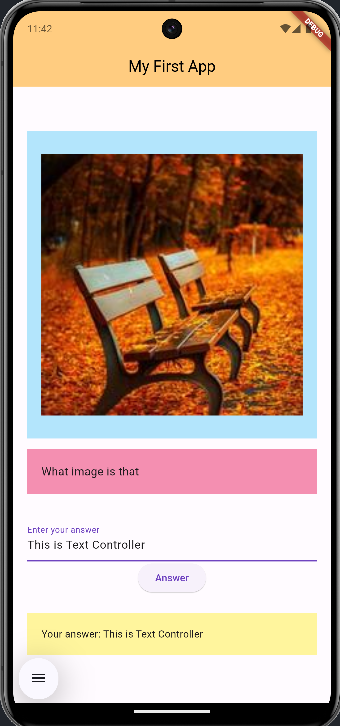 11:42
DEBUG
My First App
What image is that
Enter your answer
This is Text Controller
Answer
Your answer: This is Text Controller